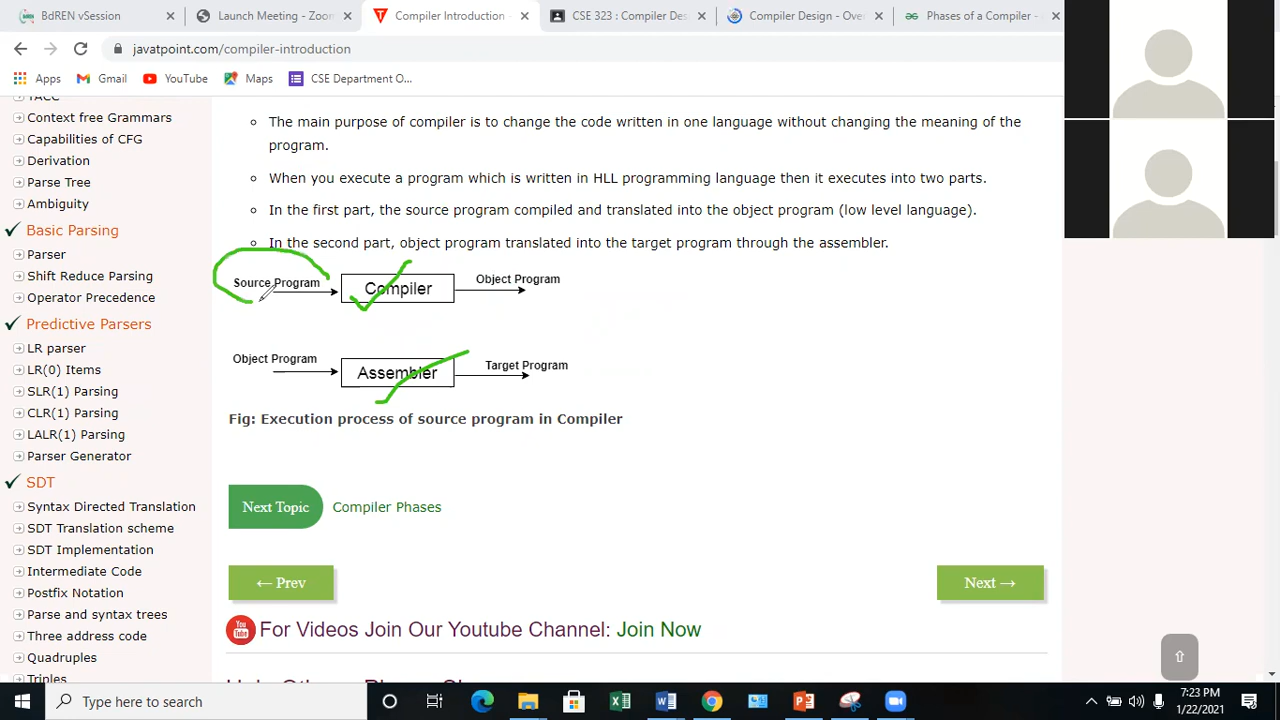 BdREN vSession
Launch Meeting - Zoom
Compiler Introduction -
CSE 323 : Compiler Des
Compiler Design - Over
Phases of a Compiler -
javatpoint.com/compiler-introduction
Apps
Gmail
YouTube
Maps
CSE Department O...
TACC
Context free Grammars
Capabilities of CFG
Derivation
Parse Tree
Ambiguity
Basic Parsing
Parser
Shift Reduce Parsing
Operator Precedence
Predictive Parsers
LR parser
LR(0) Items
SLR(1) Parsing
CLR(1) Parsing
LALR(1) Parsing
Parser Generator
SDT
Syntax Directed Translation
SDT Translation scheme
SDT Implementation
Intermediate Code
Postfix Notation
Parse and syntax trees
Three address code
Quadruples
Triples
The main purpose of compiler is to change the code written in one language without changing the meaning of the
program.
When you execute a program which is written in HLL programming language then it executes into two parts.
In the first part, the source program compiled and translated into the object program (low level language).
In the second part, object program translated into the target program through the assembler.
Source Program
Compiler
Object Program
Object Program
Assembler
Target Program
Fig: Execution process of source program in Compiler
Next Topic
Compiler Phases
← Prev
Next →
You Tube
For Videos Join Our Youtube Channel: Join Now
Type here to search
7:23 PM
1/22/2021